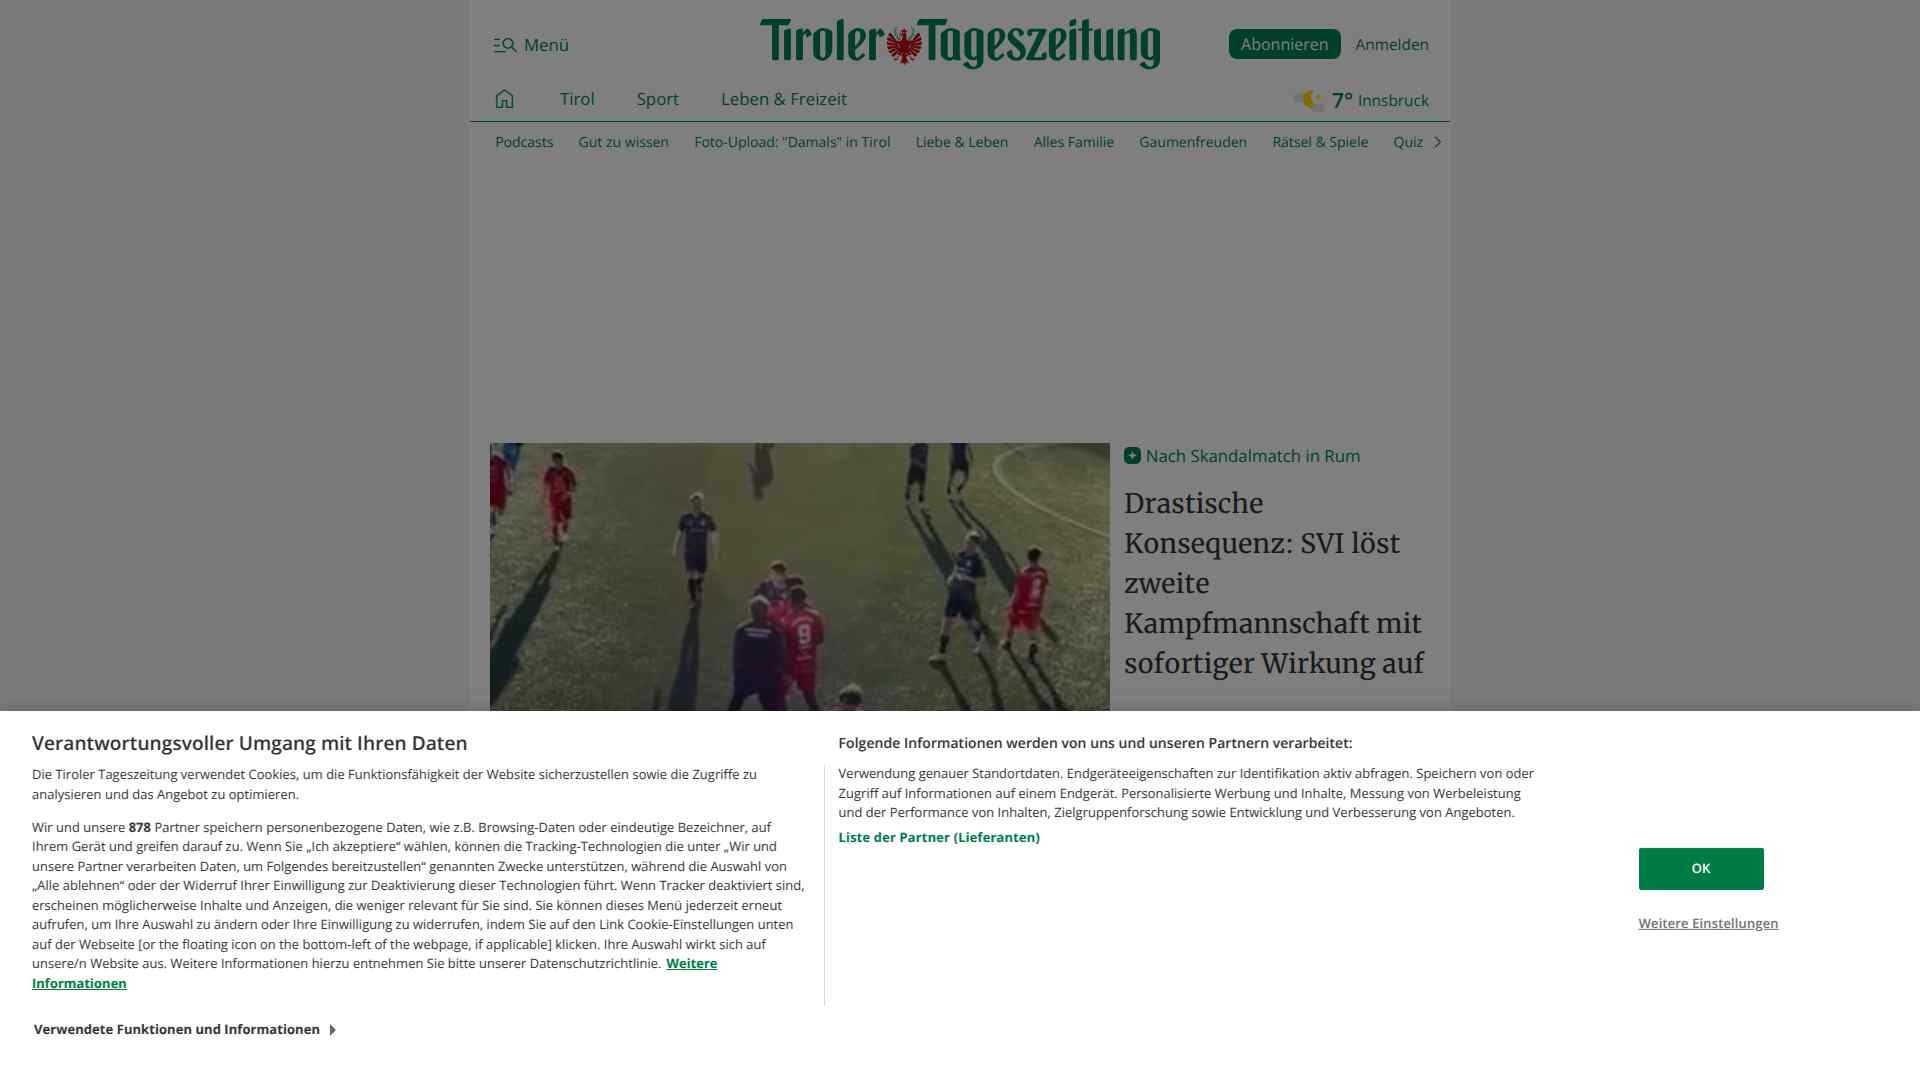 Menü
Tiroler Tageszeitung
Abonnieren
Anmelden
Tirol
Sport
Leben & Freizeit
7° Innsbruck
Podcasts
Gut zu wissen
Foto-Upload: "Damals" in Tirol
Liebe & Leben
Alles Familie
Gaumenfreuden
Rätsel & Spiele
Quiz
9
Nach Skandalmatch in Rum
Drastische
Konsequenz: SVI löst
zweite
Kampfmannschaft mit
sofortiger Wirkung auf
Verantwortungsvoller Umgang mit Ihren Daten
Die Tiroler Tageszeitung verwendet Cookies, um die Funktionsfähigkeit der Website sicherzustellen sowie die Zugriffe zu
analysieren und das Angebot zu optimieren.
Wir und unsere 878 Partner speichern personenbezogene Daten, wie z.B. Browsing-Daten oder eindeutige Bezeichner, auf
Ihrem Gerät und greifen darauf zu. Wenn Sie „Ich akzeptiere“ wählen, können die Tracking-Technologien die unter „Wir und
unsere Partner verarbeiten Daten, um Folgendes bereitzustellen“ genannten Zwecke unterstützen, während die Auswahl von
„Alle ablehnen“ oder der Widerruf Ihrer Einwilligung zur Deaktivierung dieser Technologien führt. Wenn Tracker deaktiviert sind,
erscheinen möglicherweise Inhalte und Anzeigen, die weniger relevant für Sie sind. Sie können dieses Menü jederzeit erneut
aufrufen, um Ihre Auswahl zu ändern oder Ihre Einwilligung zu widerrufen, indem Sie auf den Link Cookie-Einstellungen unten
auf der Webseite [or the floating icon on the bottom-left of the webpage, if applicable] klicken. Ihre Auswahl wirkt sich auf
unsere/n Website aus. Weitere Informationen hierzu entnehmen Sie bitte unserer Datenschutzrichtlinie. Weitere
Informationen
Verwendete Funktionen und Informationen
Folgende Informationen werden von uns und unseren Partnern verarbeitet:
Verwendung genauer Standortdaten. Endgeräteeigenschaften zur Identifikation aktiv abfragen. Speichern von oder
Zugriff auf Informationen auf einem Endgerät. Personalisierte Werbung und Inhalte, Messung von Werbeleistung
und der Performance von Inhalten, Zielgruppenforschung sowie Entwicklung und Verbesserung von Angeboten.
Liste der Partner (Lieferanten)
OK
Weitere Einstellungen